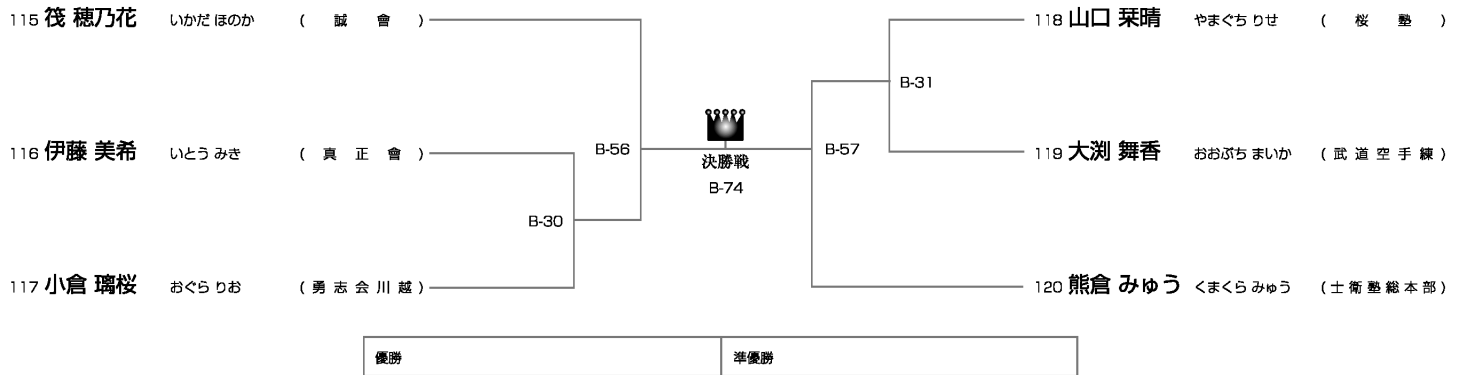 115 筏 穂乃花 いかだ ほのか ( 誠 會 )
116 伊藤 美希 いとう みき ( 真 正 會 )
117 小倉 璃桜 おぐら りお ( 勇 志 会 川 越 )
B-30
B-56
決勝戦
B-74
B-57
B-31
118 山口 栞晴 やまぐち りせ ( 桜 塾 )
119 大渕 舞香 おおぶち まいか ( 武 道 空 手 練 )
120 熊倉 みゅう くまくら みゅう ( 士 衛 塾 総 本 部 )
優勝
準優勝